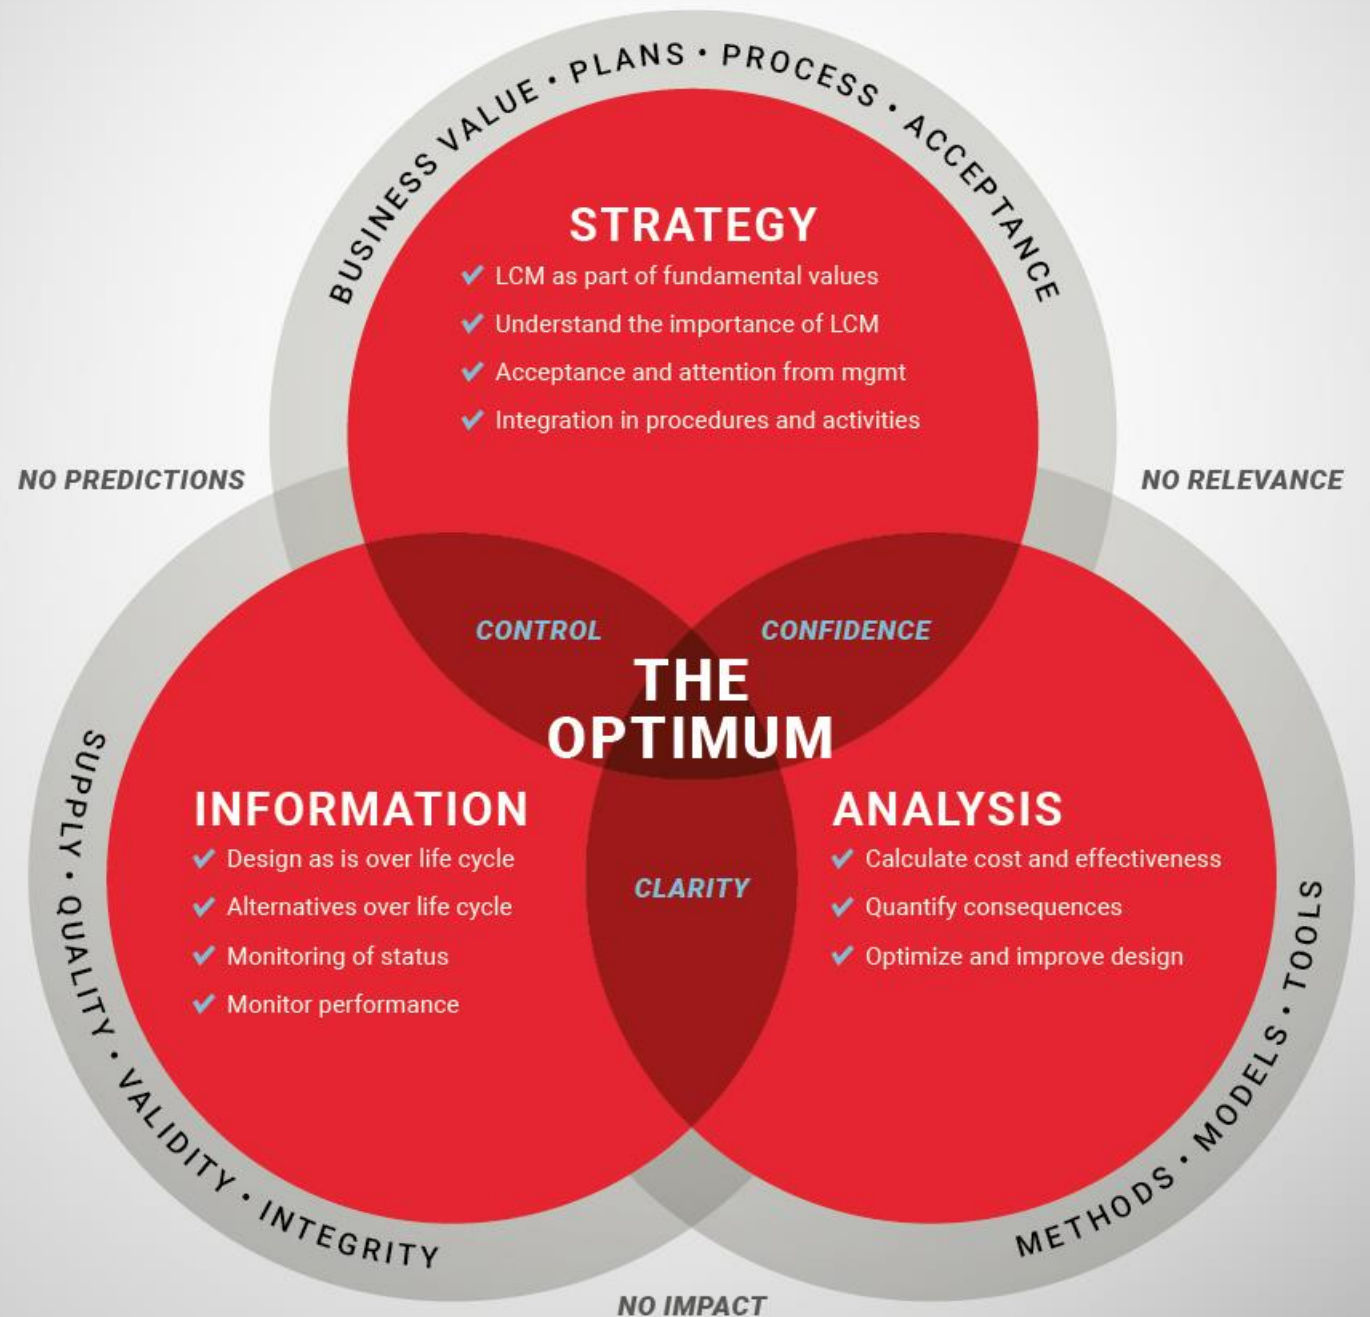 BUSINESS VALUE • PLANS • PROCESS • ACCEPTANCE
STRATEGY
LCM as part of fundamental values
Understand the importance of LCM
Acceptance and attention from mgmt
Integration in procedures and activities
NO PREDICTIONS
NO RELEVANCE
CONTROL
CONFIDENCE
THE
OPTIMUM
INFORMATION
Design as is over life cycle
Alternatives over life cycle
Monitoring of status
Monitor performance
ANALYSIS
Calculate cost and effectiveness
Quantify consequences
Optimize and improve design
CLARITY
SUPPLY • QUALITY • VALIDITY • INTEGRITY
METHODS • MODELS • TOOLS
NO IMPACT